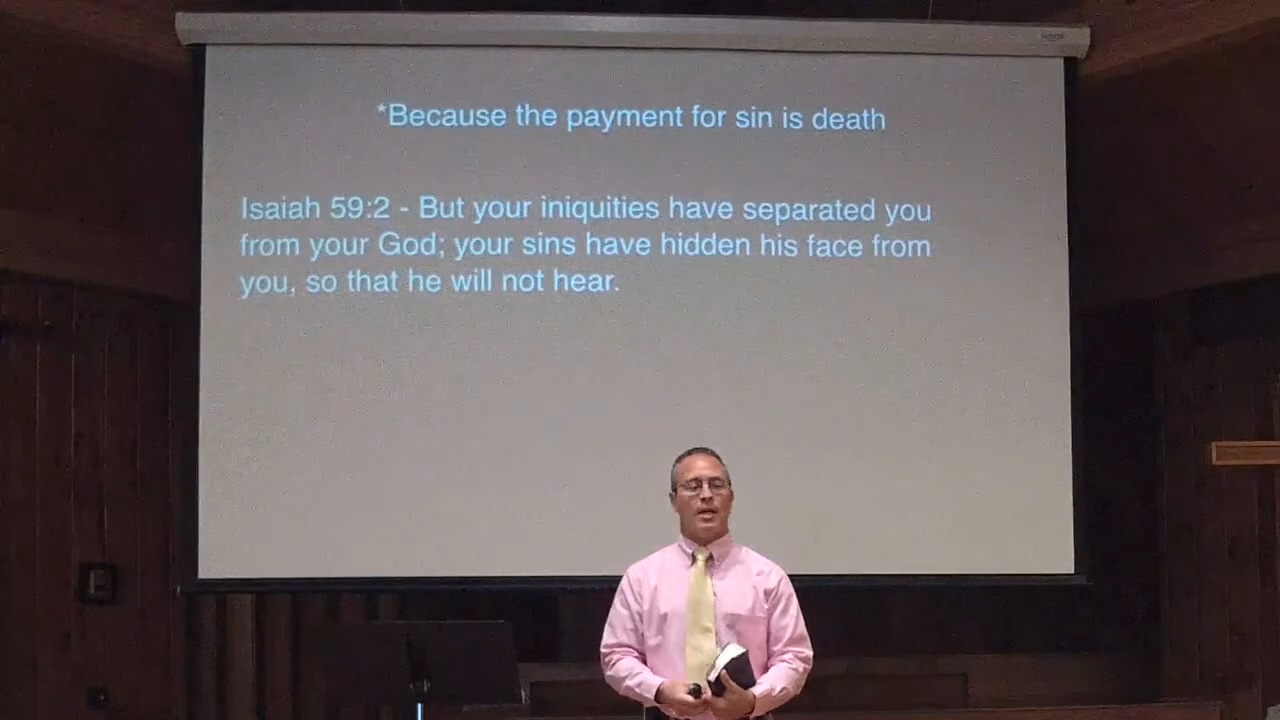 *Because the payment for sin is death
Isaiah 59:2 - But your iniquities have separated you
from your God; your sins have hidden his face from
you, so that he will not hear.